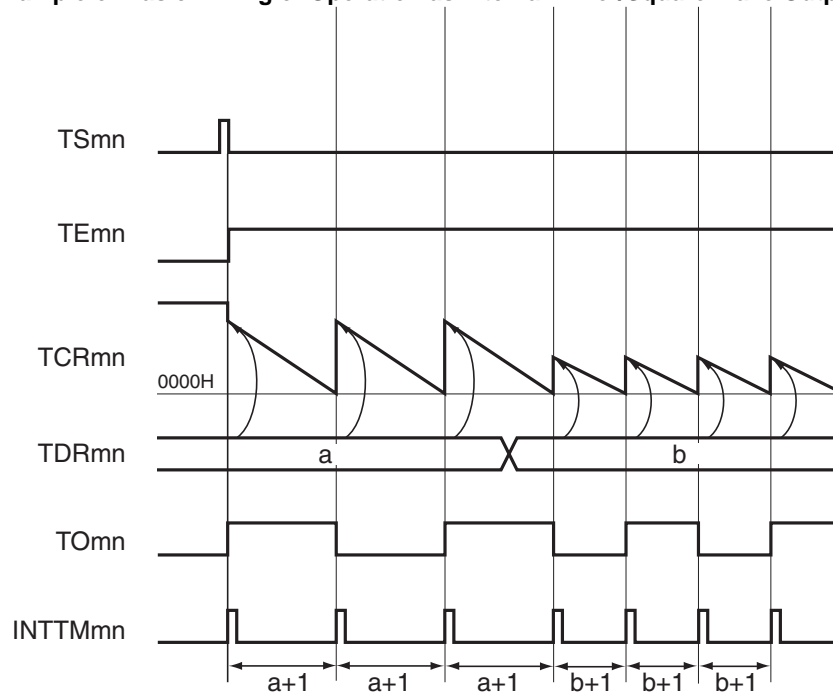 TSmn
TEmn
TCRmn
0000H
TDRmn
a
b
TOmn
INTTMmn
a+1
a+1
a+1
b+1
b+1
b+1